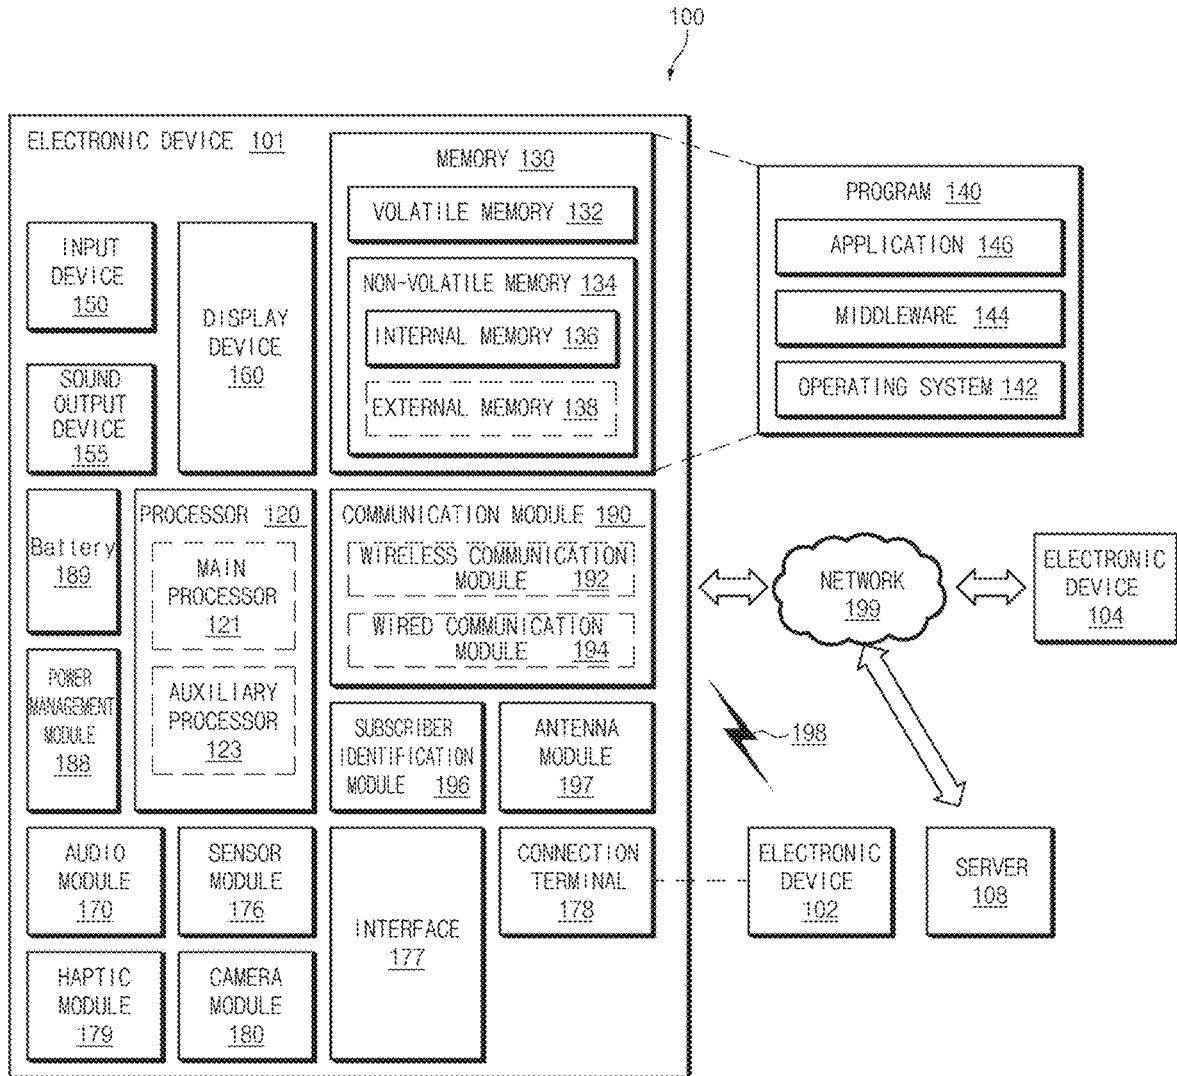 100
ELECTRONIC DEVICE 101
MEMORY 130
VOLATILE MEMORY 132
NON-VOLATILE MEMORY 134
INTERNAL MEMORY 136
EXTERNAL MEMORY 138
PROGRAM 140
APPLICATION 146
MIDDLEWARE 144
OPERATING SYSTEM 142
INPUT
DEVICE
150
DISPLAY
DEVICE
160
SOUND
OUTPUT
DEVICE
155
Battery
189
PROCESSOR 120
MAIN
PROCESSOR
121
AUXILIARY
PROCESSOR
123
COMMUNICATION MODULE 190
WIRELESS COMMUNICATION
MODULE 192
WIRED COMMUNICATION
MODULE 194
NETWORK
199
ELECTRONIC
DEVICE
104
POWER
MANAGEMENT
MODULE
188
SUBSCRIBER
IDENTIFICATION
MODULE 196
ANTENNA
MODULE
197
198
AUDIO
MODULE
170
SENSOR
MODULE
176
INTERFACE
177
CONNECTION
TERMINAL
178
ELECTRONIC
DEVICE
102
SERVER
108
HAPTIC
MODULE
179
CAMERA
MODULE
180